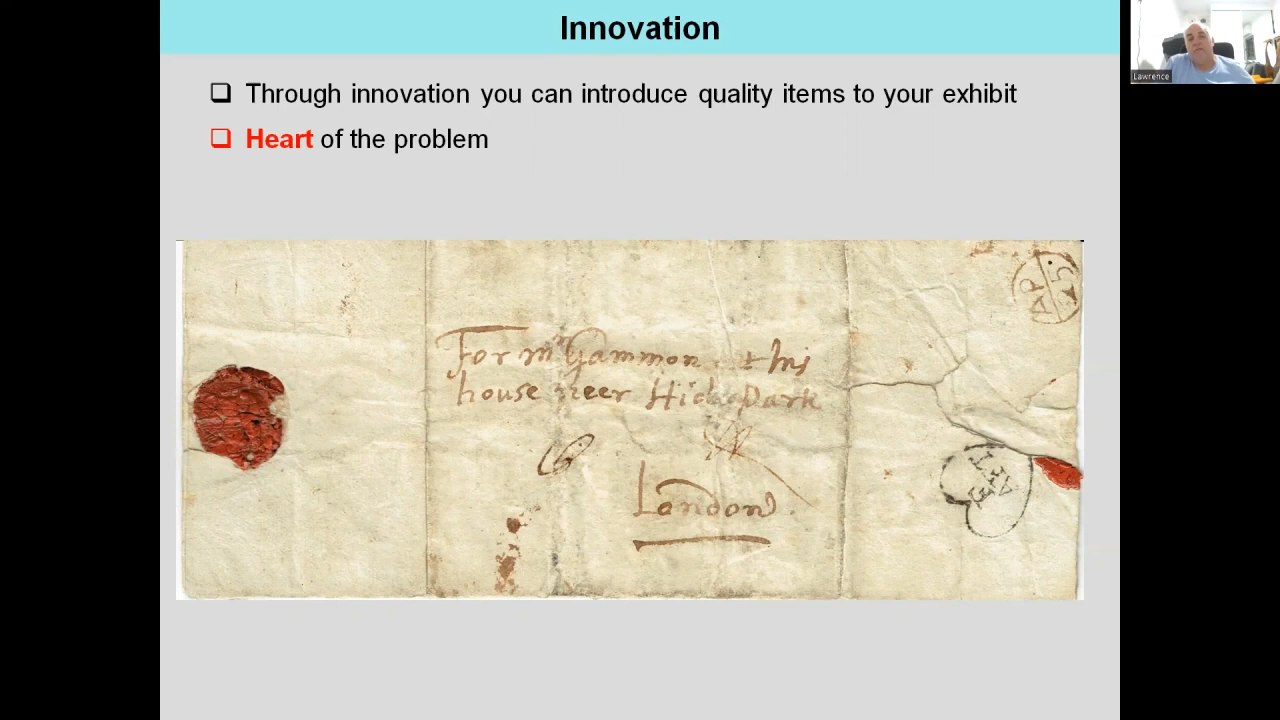 Innovation
❑ Through innovation you can introduce quality items to your exhibit
❑ Heart of the problem
Lawrence
For mr Gammon at his
house neer Hide Park
London
AP